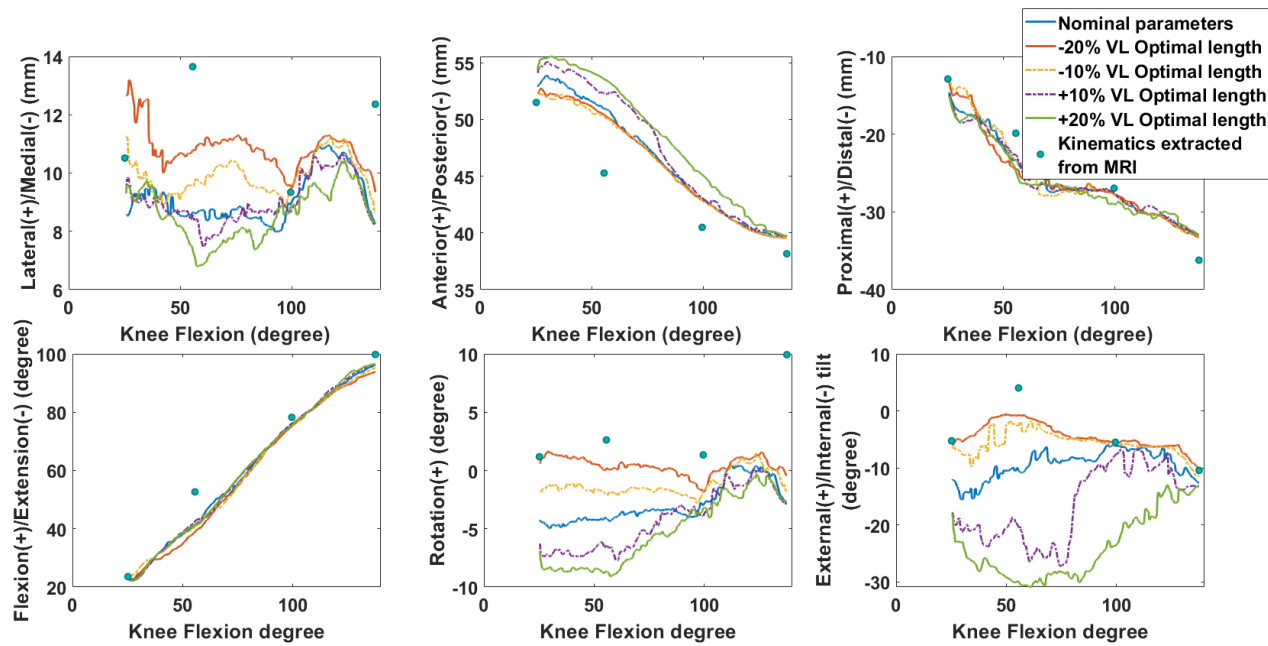 Nominal parameters
-20% VL Optimal length
-10% VL Optimal length
+10% VL Optimal length
+20% VL Optimal length
Kinematics extracted
from MRI
Lateral(+)/Medial(-) (mm)
14
12
10
8
6
0
50
100
Knee Flexion (degree)
Anterior(+)/Posterior(-) (mm)
55
50
45
40
35
0
50
100
Knee Flexion (degree)
Proximal(+)/Distal(-) (mm)
-10
-20
-30
-40
0
50
100
Knee Flexion (degree)
Flexion(+)/Extension(-) (degree)
100
80
60
40
20
0
50
100
Knee Flexion degree
Rotation(+) (degree)
10
5
0
-5
-10
0
50
100
Knee Flexion degree
External(+)/Internal(-) tilt
(degree)
10
0
-10
-20
-30
0
50
100
Knee Flexion degree